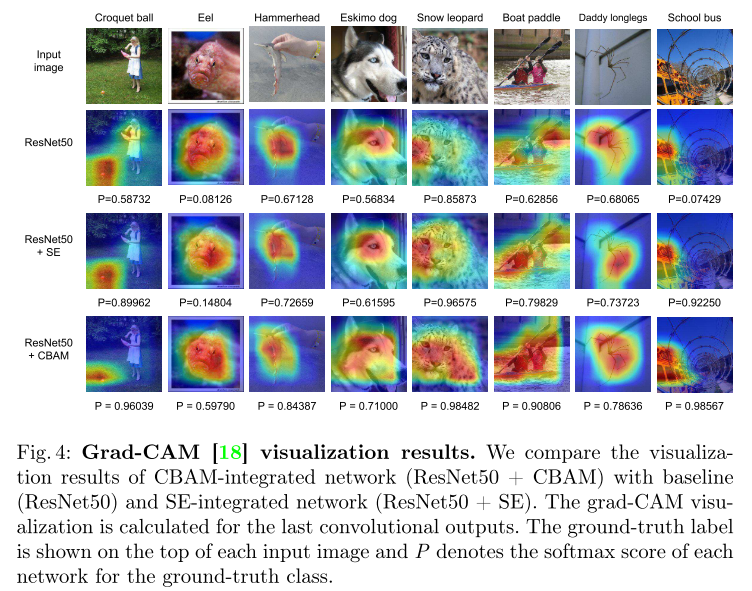 Croquet ball Eel Hammerhead Eskimo dog Snow leopard Boat paddle Daddy longlegs School bus
Input
image
ResNet50
P=0.58732 P=0.08126 P=0.67128 P=0.56834 P=0.85873 P=0.62856 P=0.68065 P=0.07429
ResNet50
+ SE
P=0.89962 P=0.14804 P=0.72659 P=0.61595 P=0.96575 P=0.79829 P=0.73723 P=0.92250
ResNet50
+ CBAM
P = 0.96039 P = 0.59790 P = 0.84387 P = 0.71000 P = 0.98482 P = 0.90806 P = 0.78636 P = 0.98567
Fig. 4: Grad-CAM [18] visualization results. We compare the visualiza-
tion results of CBAM-integrated network (ResNet50 + CBAM) with baseline
(ResNet50) and SE-integrated network (ResNet50 + SE). The grad-CAM visu-
alization is calculated for the last convolutional outputs. The ground-truth label
is shown on the top of each input image and P denotes the softmax score of each
network for the ground-truth class.